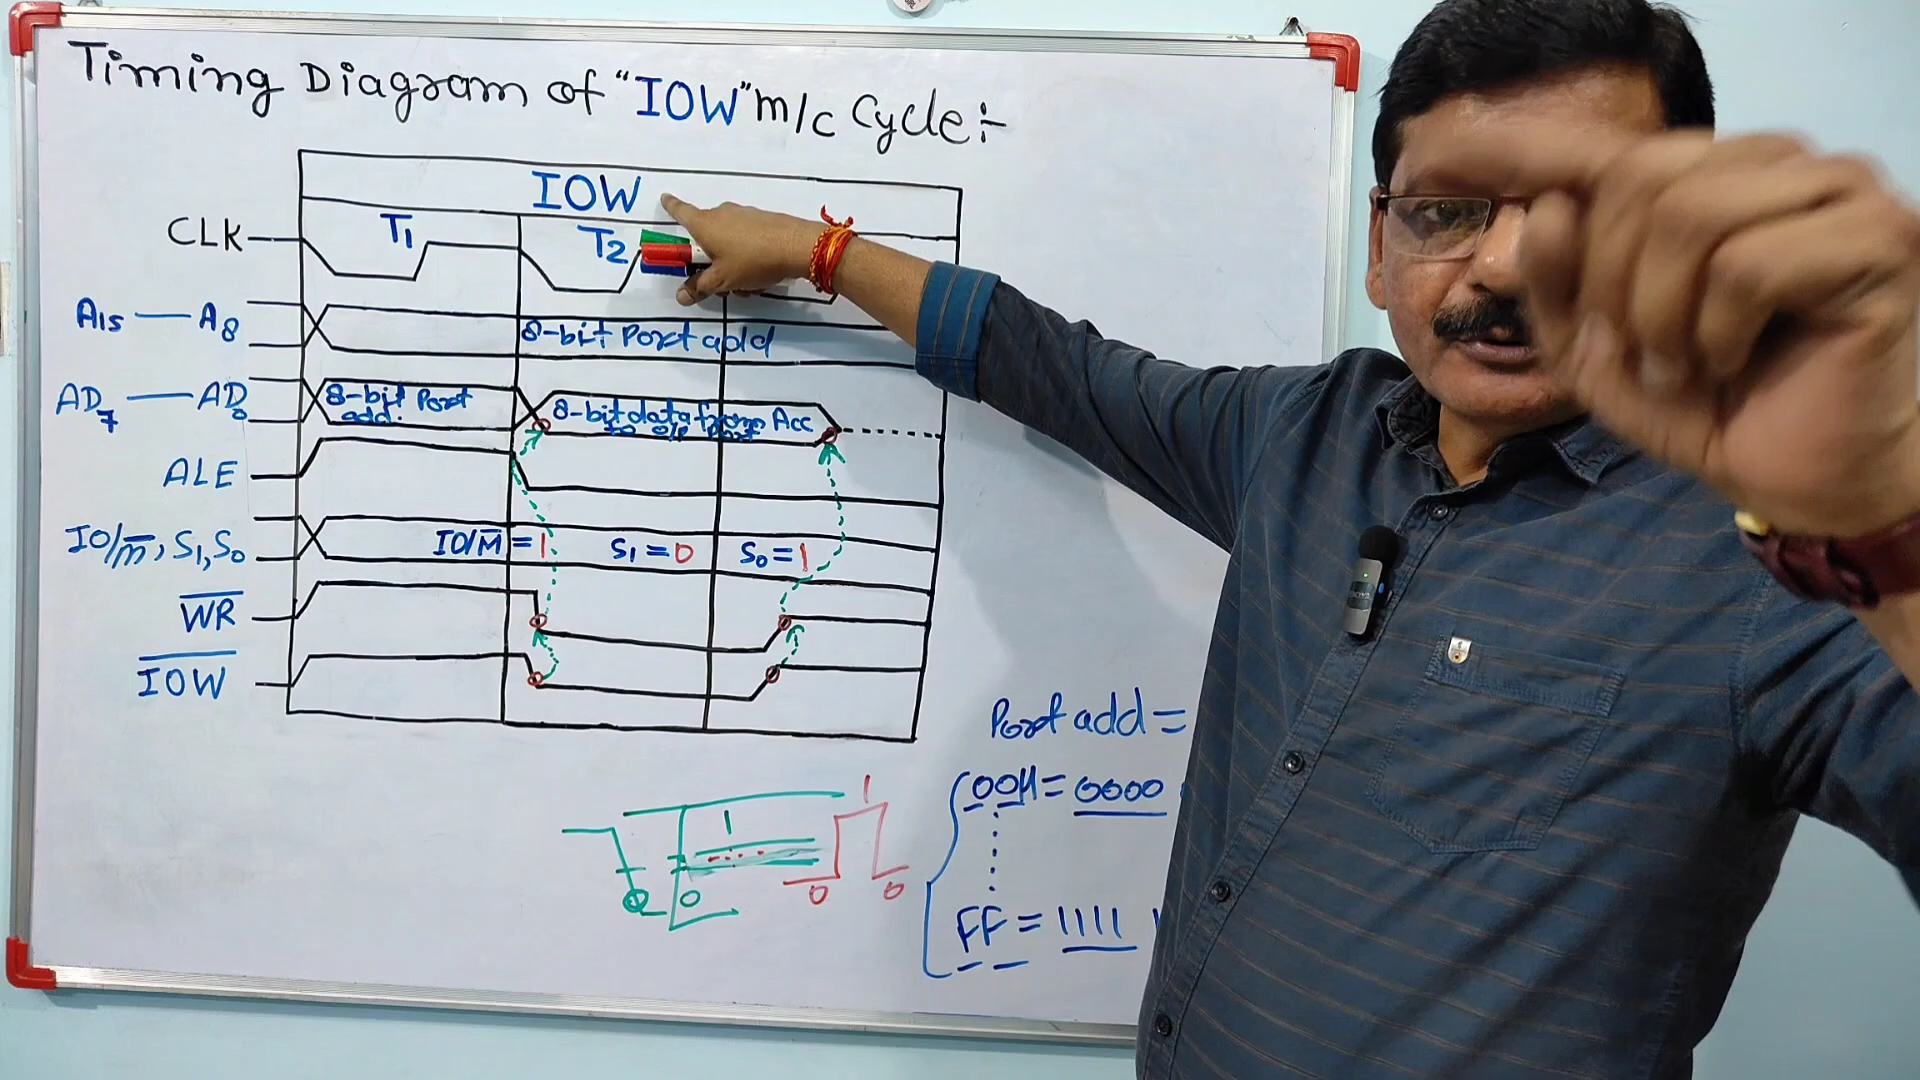 Timing Diagram of "IOW" m/c Cycle:-
IOW
CLK T1 T2
A15 — A8 8-bit Port add
AD7 — AD0 8-bit Port add. 8-bit data from Acc to o/p Port
ALE
IO/M̅, S1, S0 IO/M̅ = 1 S1 = 0 S0 = 1
W̅R̅
I̅O̅W̅
Port add =
00H = 0000
FF = 1111
1
1
0
0
0